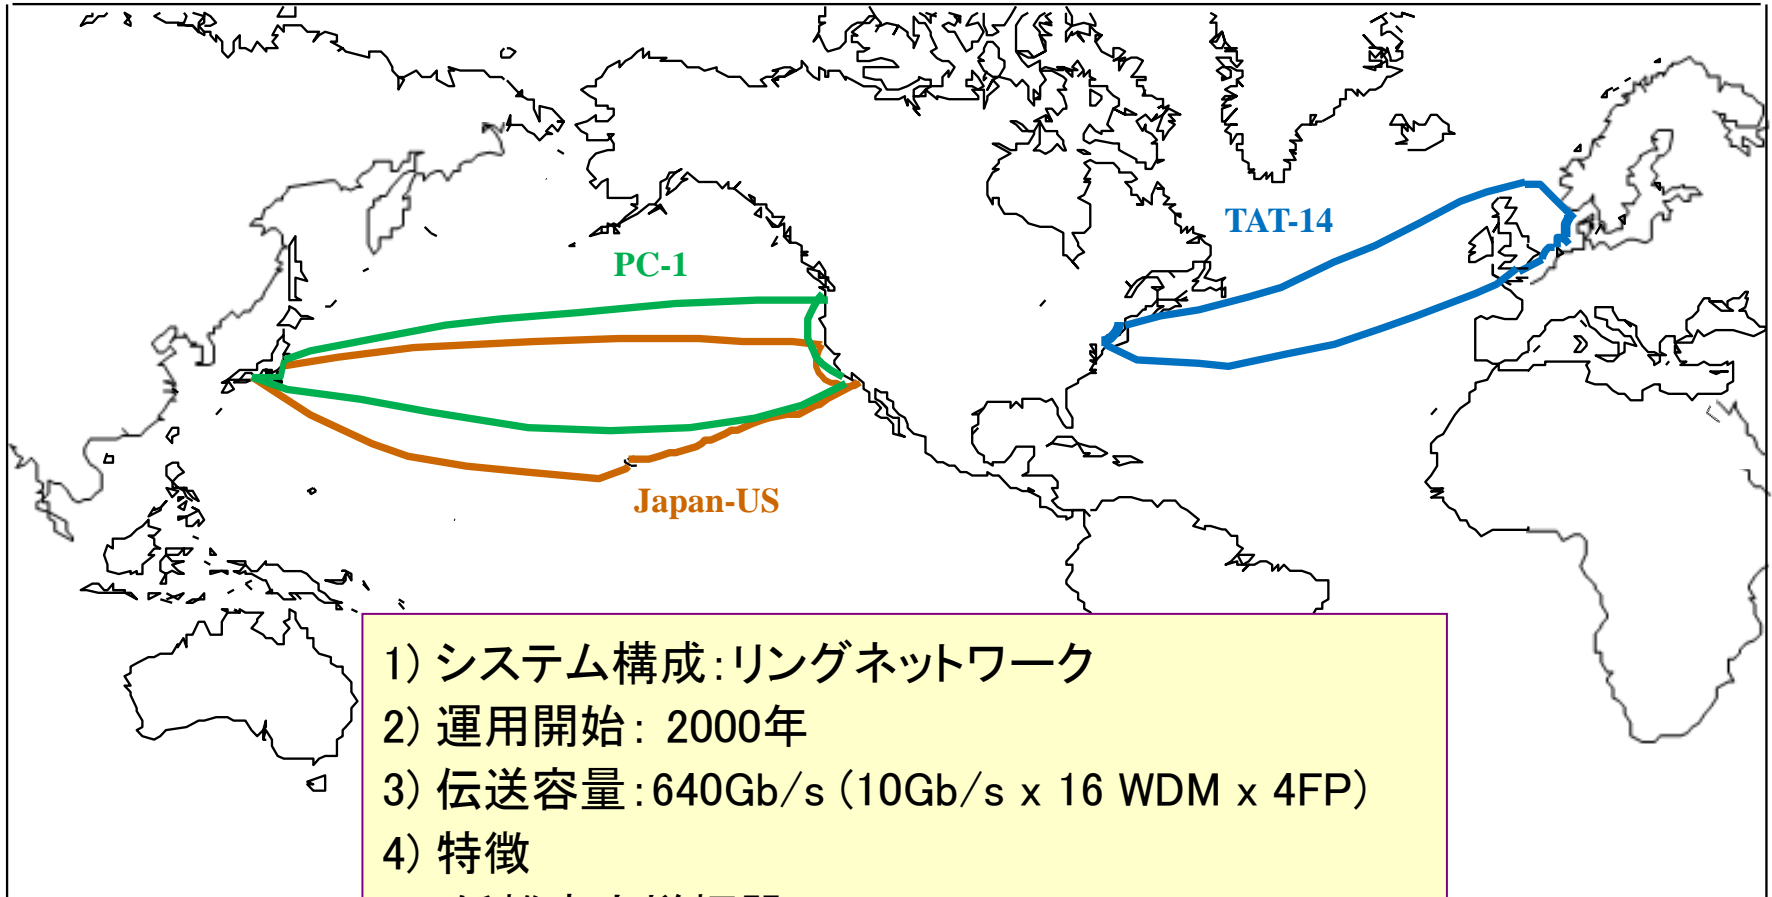 TAT-14
PC-1
Japan-US
1) システム構成:リングネットワーク
2) 運用開始: 2000年
3) 伝送容量:640Gb/s (10Gb/s x 16 WDM x 4FP)
4) 特徴